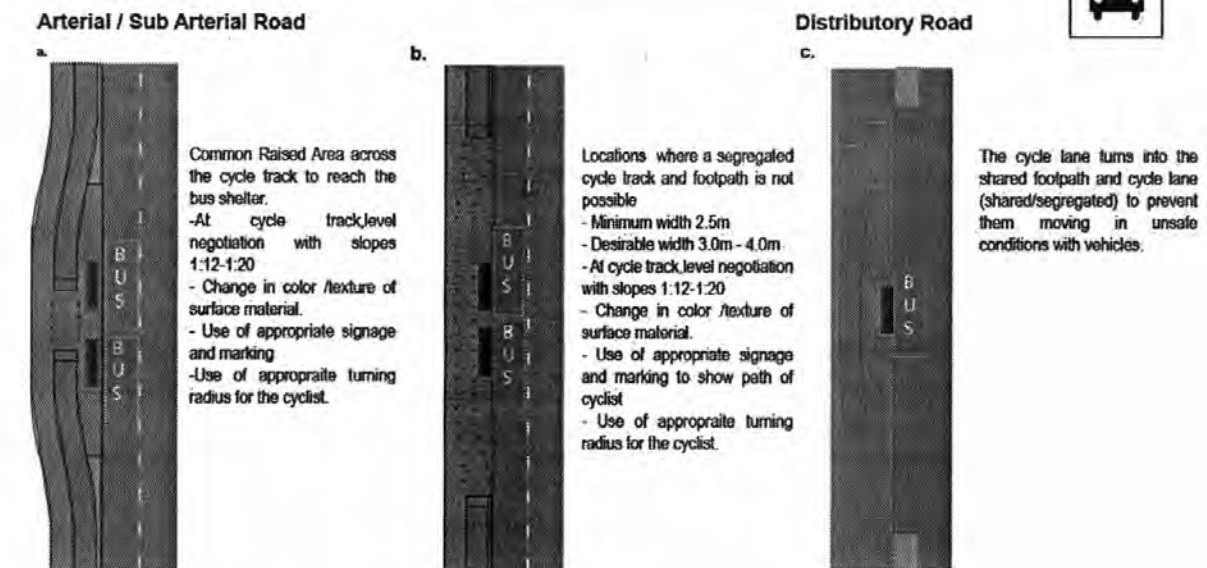 Arterial / Sub Arterial Road
Distributory Road
a.
b.
c.
Common Raised Area across
the cycle track to reach the
bus shelter.
-At cycle track,level
negotiation with slopes
1:12-1:20
- Change in color /texture of
surface material.
- Use of appropriate signage
and marking
-Use of appropraite turning
radius for the cyclist.
BUS
BUS
Locations where a segregated
cycle track and footpath is not
possible
- Minimum width 2.5m
- Desirable width 3.0m - 4.0m
- At cycle track,level negotiation
with slopes 1:12-1:20
- Change in color /texture of
surface material.
- Use of appropriate signage
and marking to show path of
cyclist
- Use of appropraite turning
radius for the cyclist.
BUS
BUS
The cycle lane turns into the
shared footpath and cycle lane
(shared/segregated) to prevent
them moving in unsafe
conditions with vehicles.
BUS